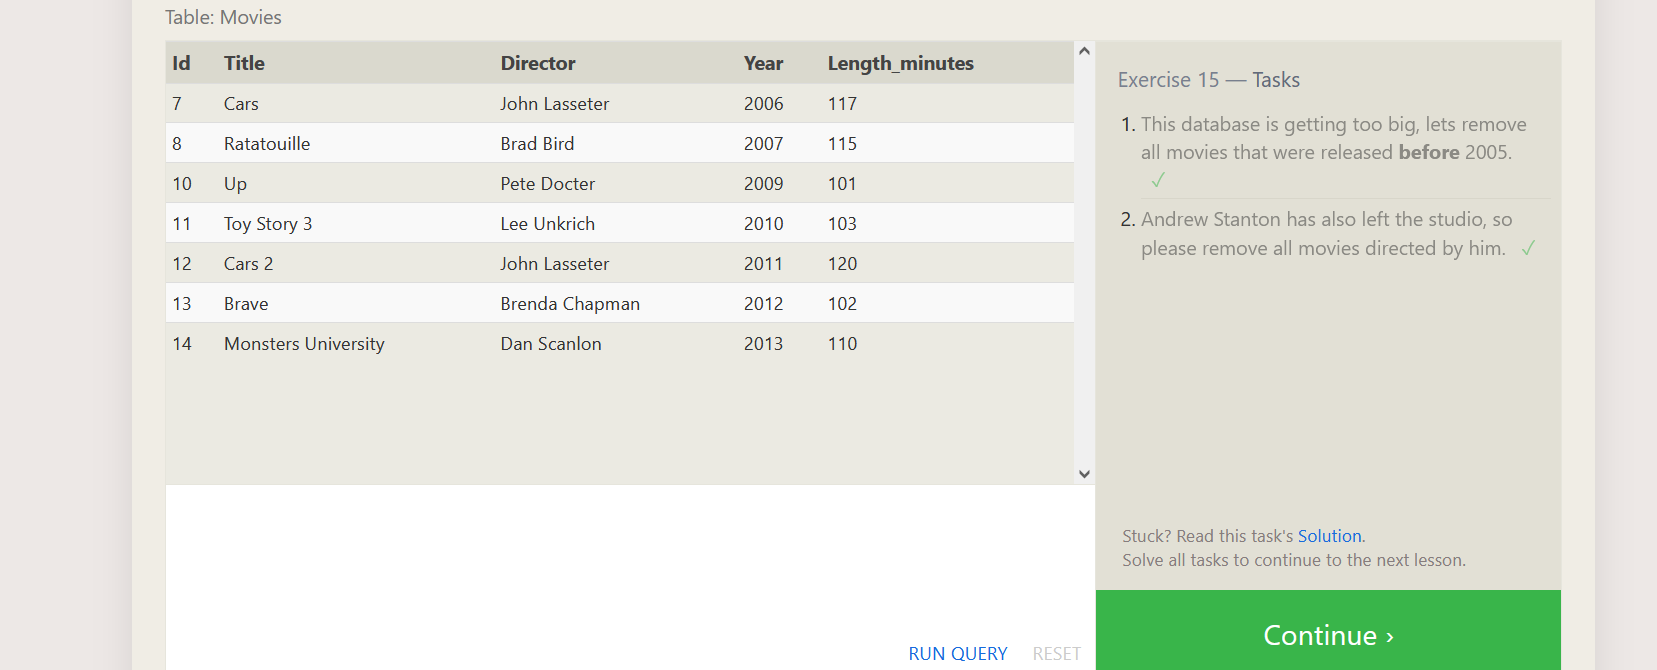 Table: Movies
Id Title Director Year Length_minutes
7 Cars John Lasseter 2006 117
8 Ratatouille Brad Bird 2007 115
10 Up Pete Docter 2009 101
11 Toy Story 3 Lee Unkrich 2010 103
12 Cars 2 John Lasseter 2011 120
13 Brave Brenda Chapman 2012 102
14 Monsters University Dan Scanlon 2013 110
RUN QUERY RESET
Exercise 15 — Tasks
1. This database is getting too big, lets remove
all movies that were released before 2005.
✓
2. Andrew Stanton has also left the studio, so
please remove all movies directed by him. ✓
Stuck? Read this task's Solution.
Solve all tasks to continue to the next lesson.
Continue ›